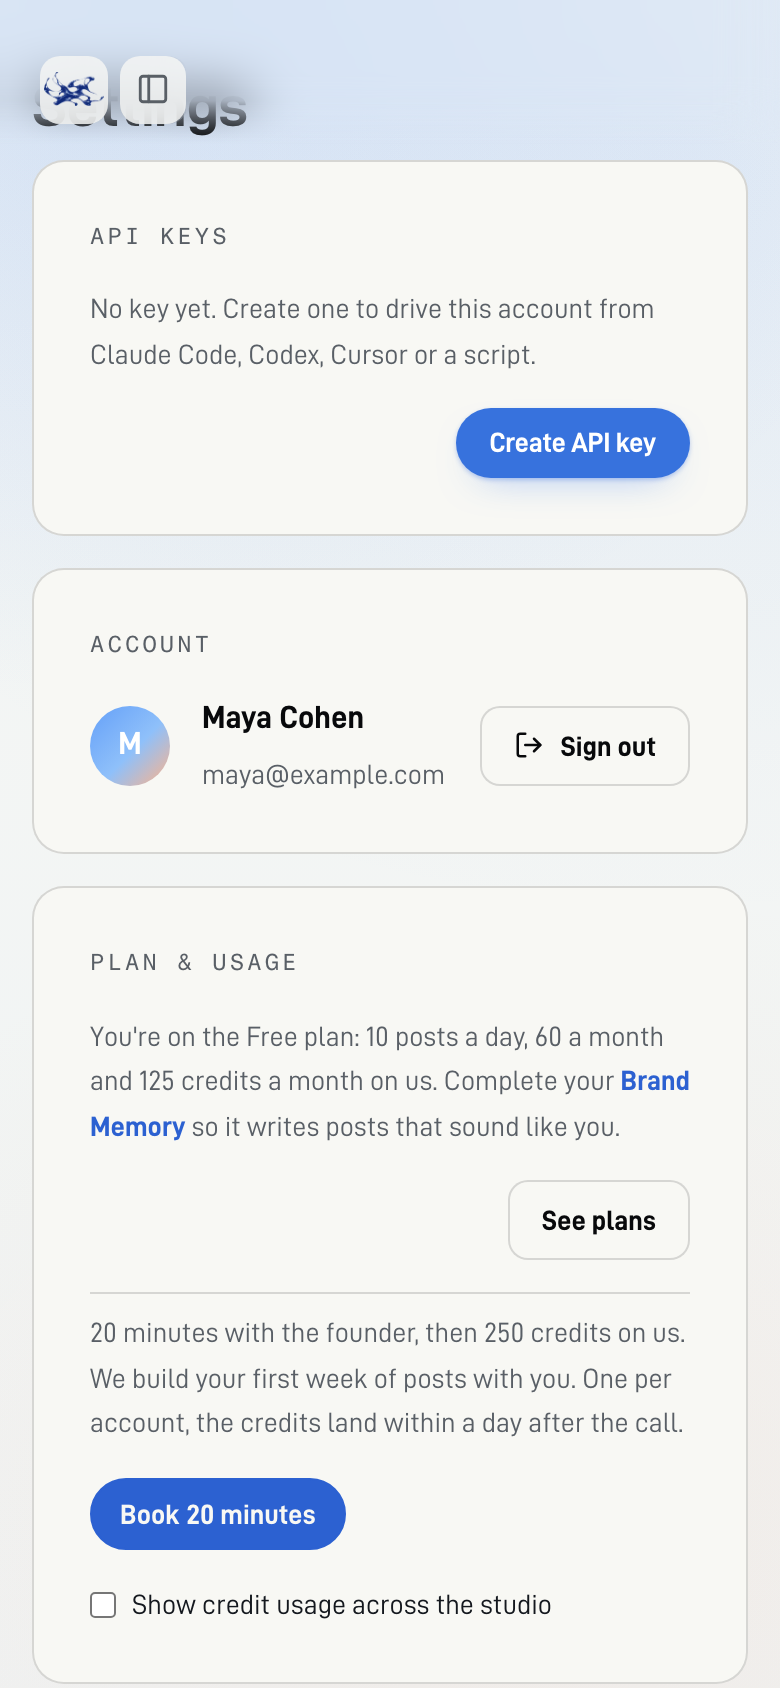 Settings
API KEYS
No key yet. Create one to drive this account from
Claude Code, Codex, Cursor or a script.
Create API key
ACCOUNT
M
Maya Cohen
maya@example.com
Sign out
PLAN & USAGE
You're on the Free plan: 10 posts a day, 60 a month
and 125 credits a month on us. Complete your Brand
Memory so it writes posts that sound like you.
See plans
20 minutes with the founder, then 250 credits on us.
We build your first week of posts with you. One per
account, the credits land within a day after the call.
Book 20 minutes
Show credit usage across the studio